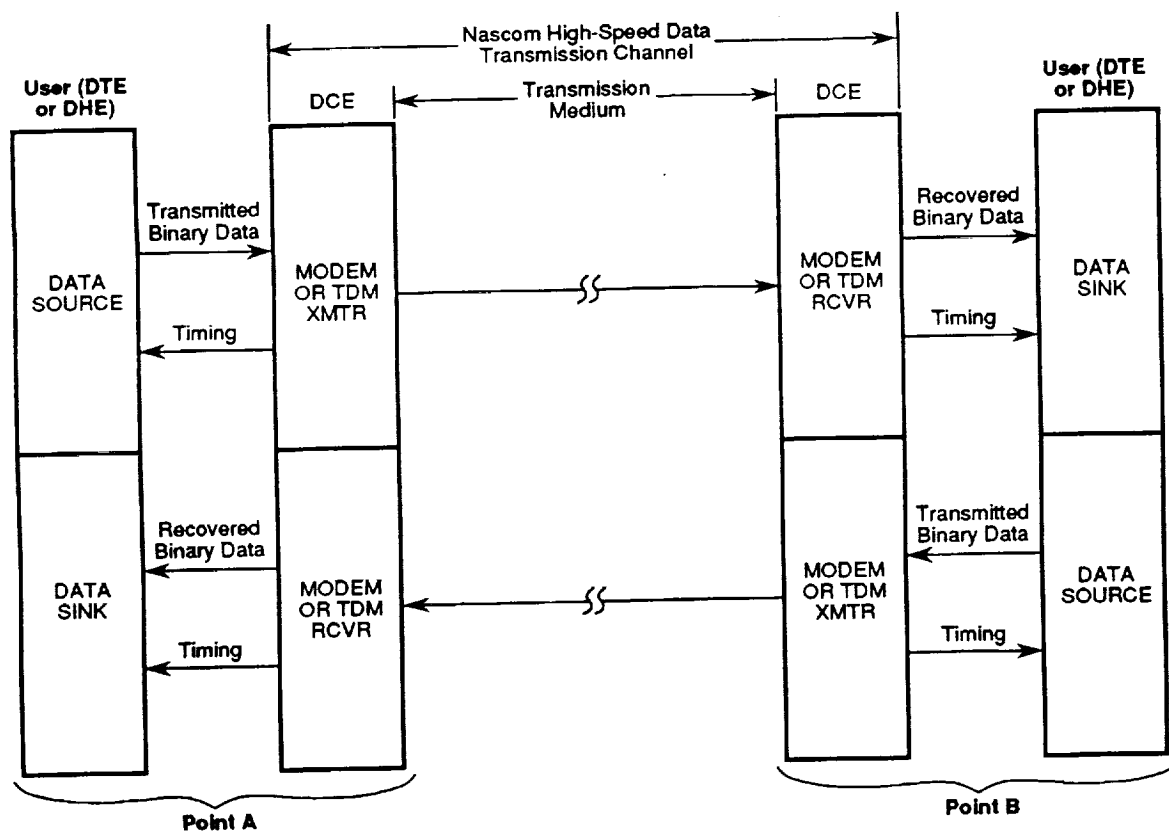 Nascom High-Speed Data
Transmission Channel
User (DTE
or DHE)
DCE
Transmission
Medium
DCE
User (DTE
or DHE)
Transmitted
Binary Data
Recovered
Binary Data
DATA
SOURCE
MODEM
OR TDM
XMTR
MODEM
OR TDM
RCVR
DATA
SINK
Timing
Timing
Recovered
Binary Data
Transmitted
Binary Data
DATA
SINK
MODEM
OR TDM
RCVR
MODEM
OR TDM
XMTR
DATA
SOURCE
Timing
Timing
Point A
Point B